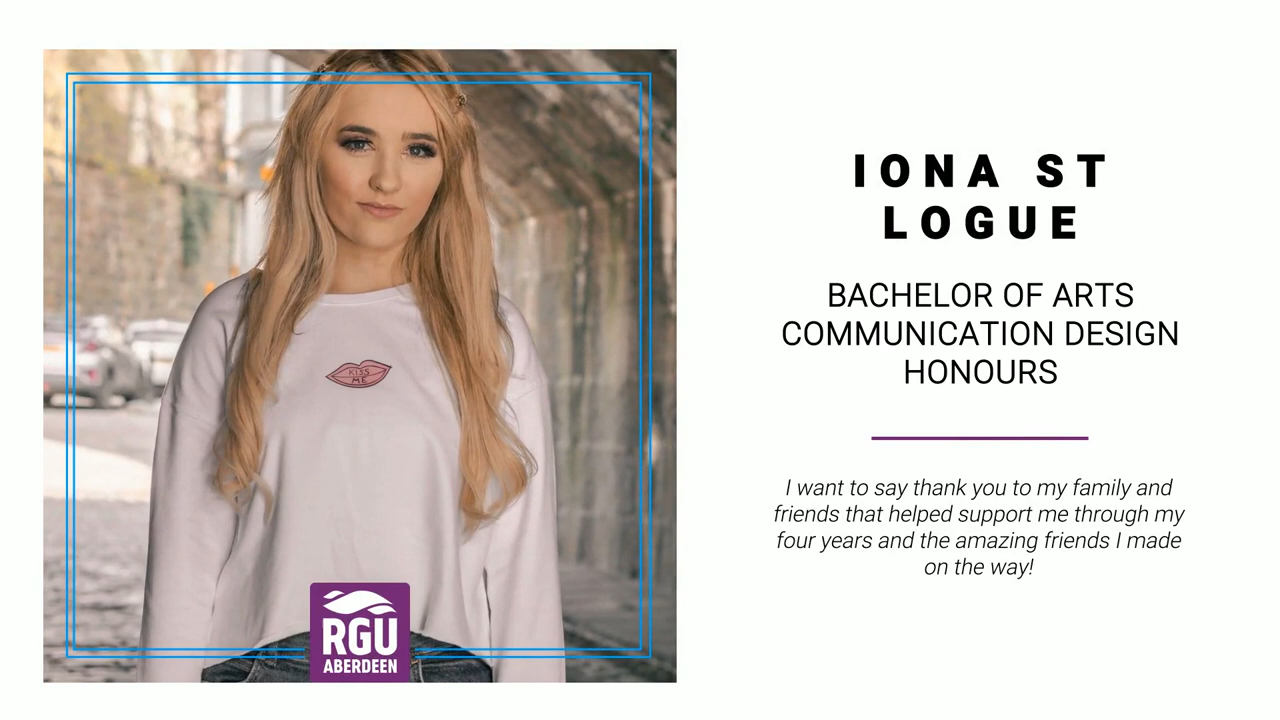 KISS
ME
RGU
ABERDEEN
IONA ST
LOGUE
BACHELOR OF ARTS
COMMUNICATION DESIGN
HONOURS
I want to say thank you to my family and
friends that helped support me through my
four years and the amazing friends I made
on the way!